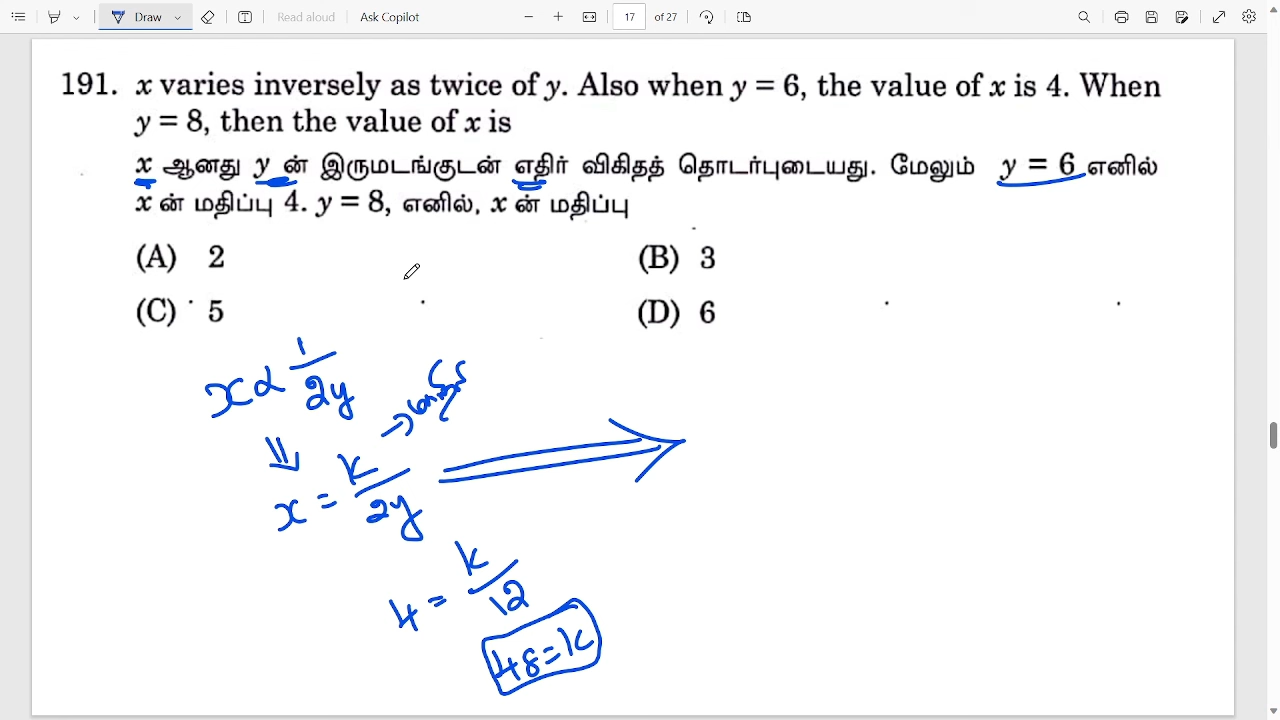 Draw
Read aloud
Ask Copilot
17 of 27
191. x varies inversely as twice of y. Also when y = 6, the value of x is 4. When
y = 8, then the value of x is
x ஆனது y ன் இருமடங்குடன் எதிர் விகிதத் தொடர்புடையது. மேலும் y = 6 எனில்
x ன் மதிப்பு 4. y = 8, எனில், x ன் மதிப்பு
(A) 2
(B) 3
(C) 5
(D) 6
x ∝ 1/2y
x = k/2y
4 = k/12
48 = k